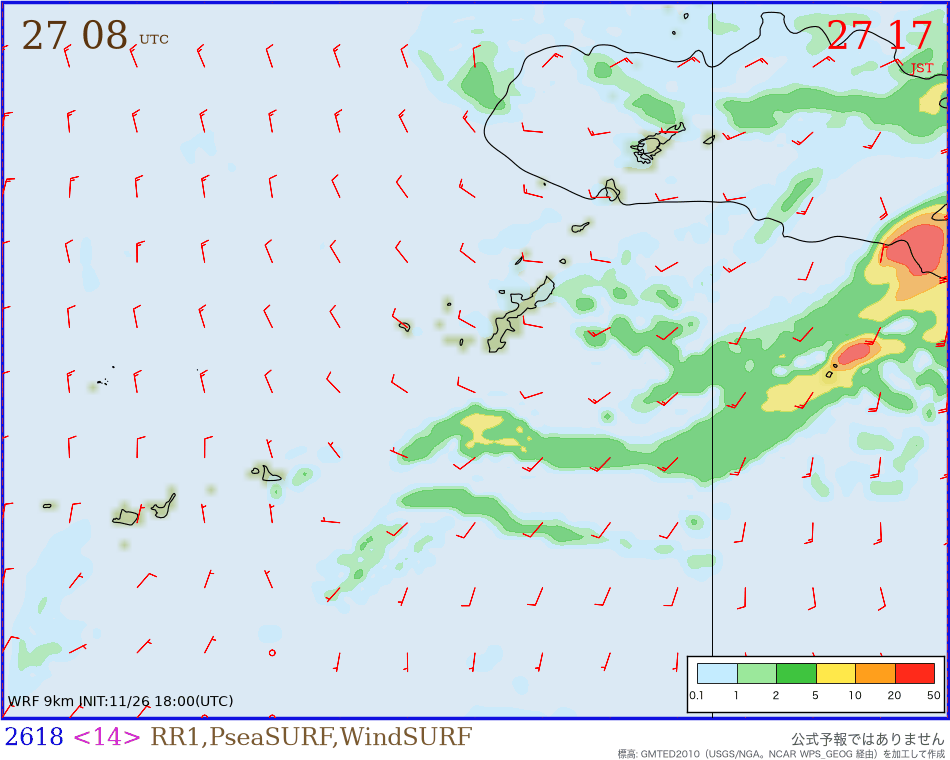 27 08 UTC
27 17
JST
0.1 1 2 5 10 20 50
WRF 9km INIT:11/26 18:00(UTC)
2618 <14> RR1,PseaSURF,WindSURF
公式予報ではありません
標高: GMTED2010（USGS/NGA。NCAR WPS_GEOG 経由）を加工して作成